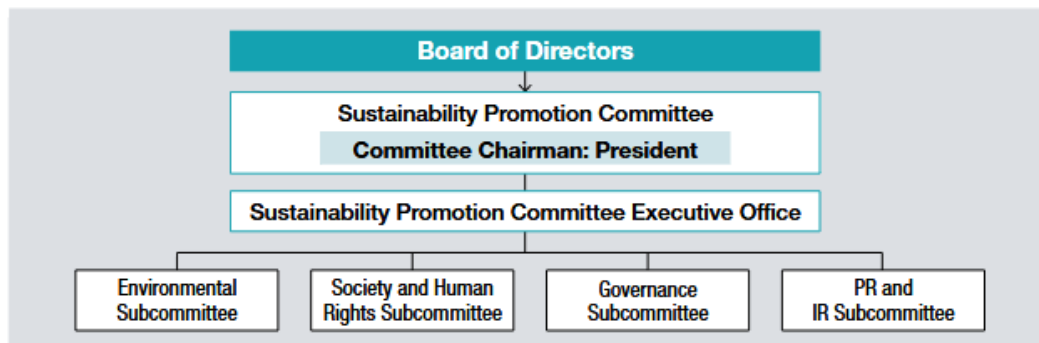 Board of Directors
Sustainability Promotion Committee
Committee Chairman: President
Sustainability Promotion Committee Executive Office
Environmental
Subcommittee
Society and Human
Rights Subcommittee
Governance
Subcommittee
PR and
IR Subcommittee